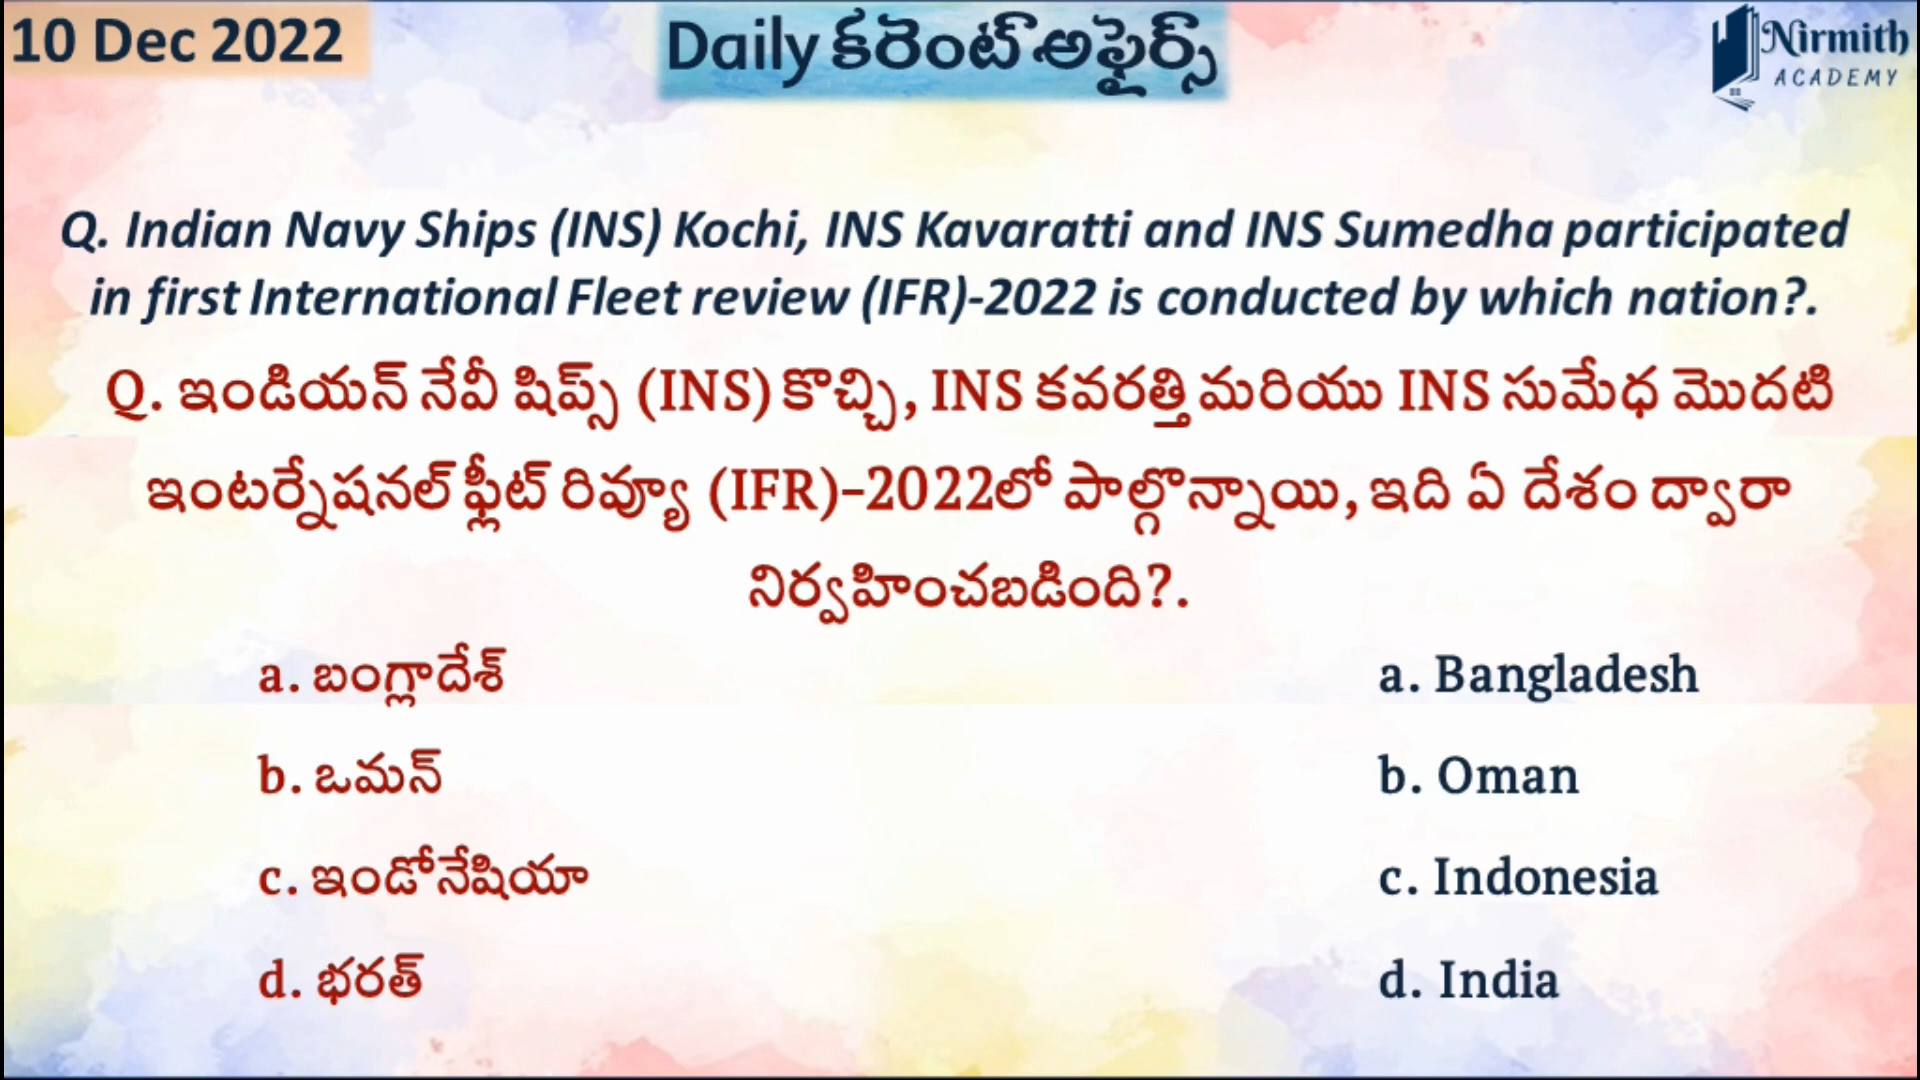 10 Dec 2022
Daily కరెంట్ అఫైర్స్
Nirmith
ACADEMY
Q. Indian Navy Ships (INS) Kochi, INS Kavaratti and INS Sumedha participated
in first International Fleet review (IFR)-2022 is conducted by which nation?.
Q. ఇండియన్ నేవీ షిప్స్ (INS) కొచ్చి, INS కవరత్తి మరియు INS సుమేధ మొదటి
ఇంటర్నేషనల్ ఫ్లీట్ రివ్యూ (IFR)-2022లో పాల్గొన్నాయి, ఇది ఏ దేశం ద్వారా
నిర్వహించబడింది?.
a. బంగ్లాదేశ్
b. ఒమన్
c. ఇండోనేషియా
d. భరత్
a. Bangladesh
b. Oman
c. Indonesia
d. India